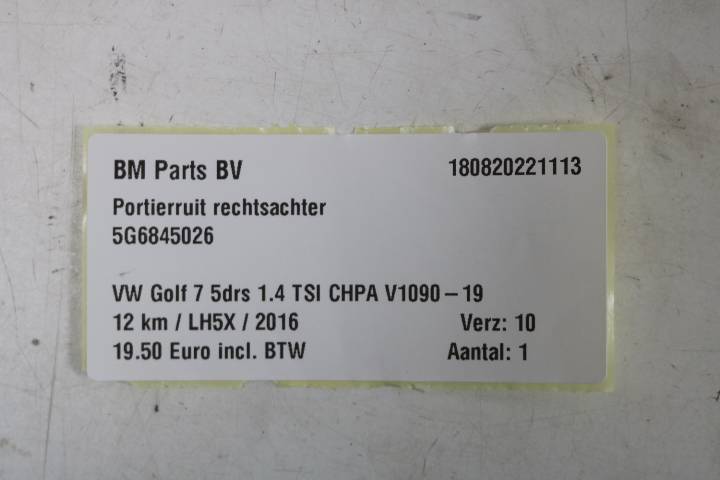 BM Parts BV 180820221113
Portierruit rechtsachter
5G6845026
VW Golf 7 5drs 1.4 TSI CHPA V1090-19
12 km / LH5X / 2016 Verz: 10
19.50 Euro incl. BTW Aantal: 1